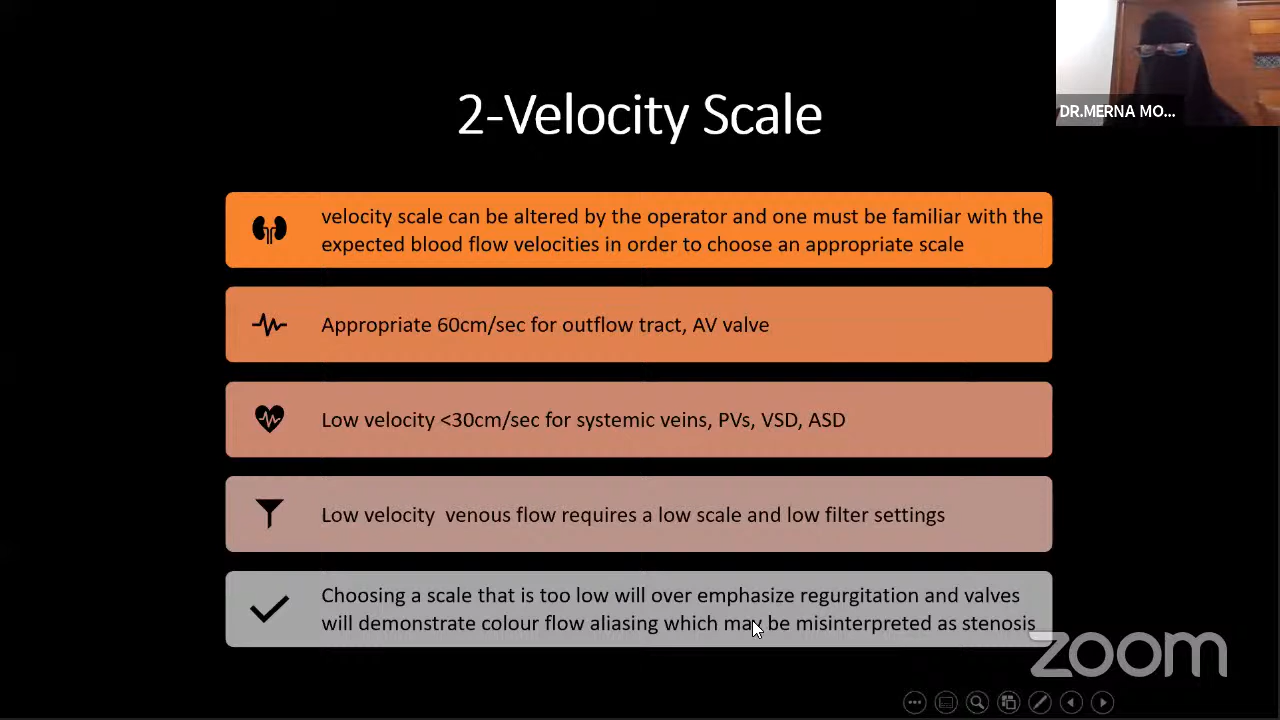 2-Velocity Scale
DR.MERNA MO...
velocity scale can be altered by the operator and one must be familiar with the
expected blood flow velocities in order to choose an appropriate scale
Appropriate 60cm/sec for outflow tract, AV valve
Low velocity <30cm/sec for systemic veins, PVs, VSD, ASD
Low velocity  venous flow requires a low scale and low filter settings
Choosing a scale that is too low will over emphasize regurgitation and valves
will demonstrate colour flow aliasing which may be misinterpreted as stenosis
zoom